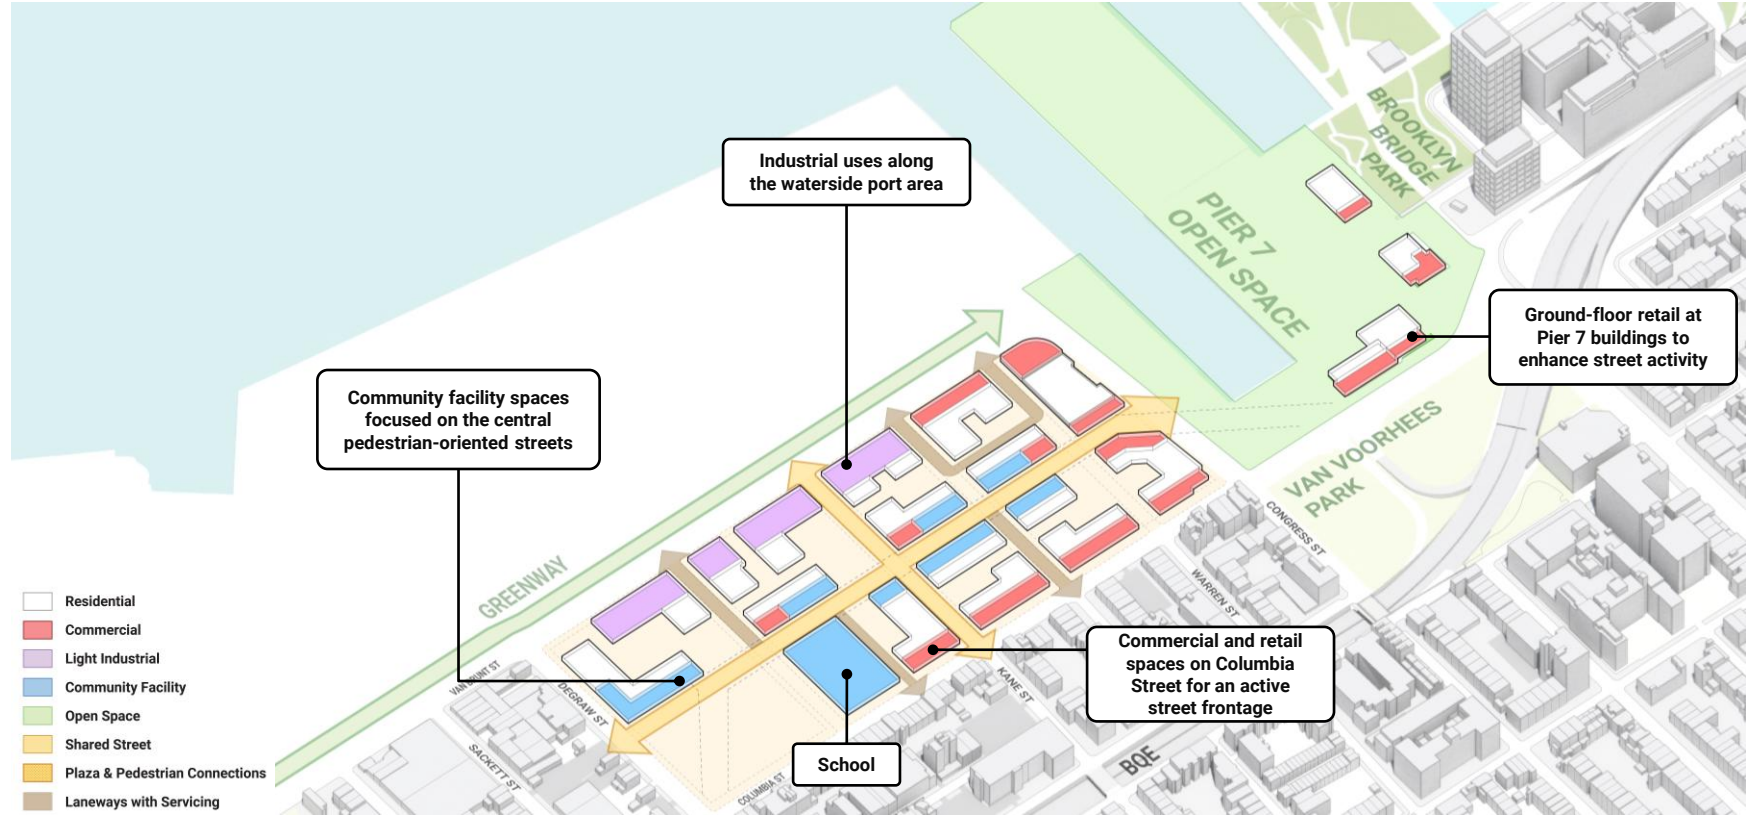 BROOKLYN
BRIDGE
PARK
Industrial uses along
the waterside port area
PIER 7
OPEN SPACE
Ground-floor retail at
Pier 7 buildings to
enhance street activity
Community facility spaces
focused on the central
pedestrian-oriented streets
VAN VOORHEES
PARK
CONGRESS ST
GREENWAY
WARREN ST
Residential
Commercial
Light Industrial
Community Facility
Open Space
Shared Street
Plaza & Pedestrian Connections
Laneways with Servicing
Commercial and retail
spaces on Columbia
Street for an active
street frontage
VAN BRUNT ST
DEGRAW ST
KANE ST
SACKETT ST
School
COLUMBIA ST
BQE